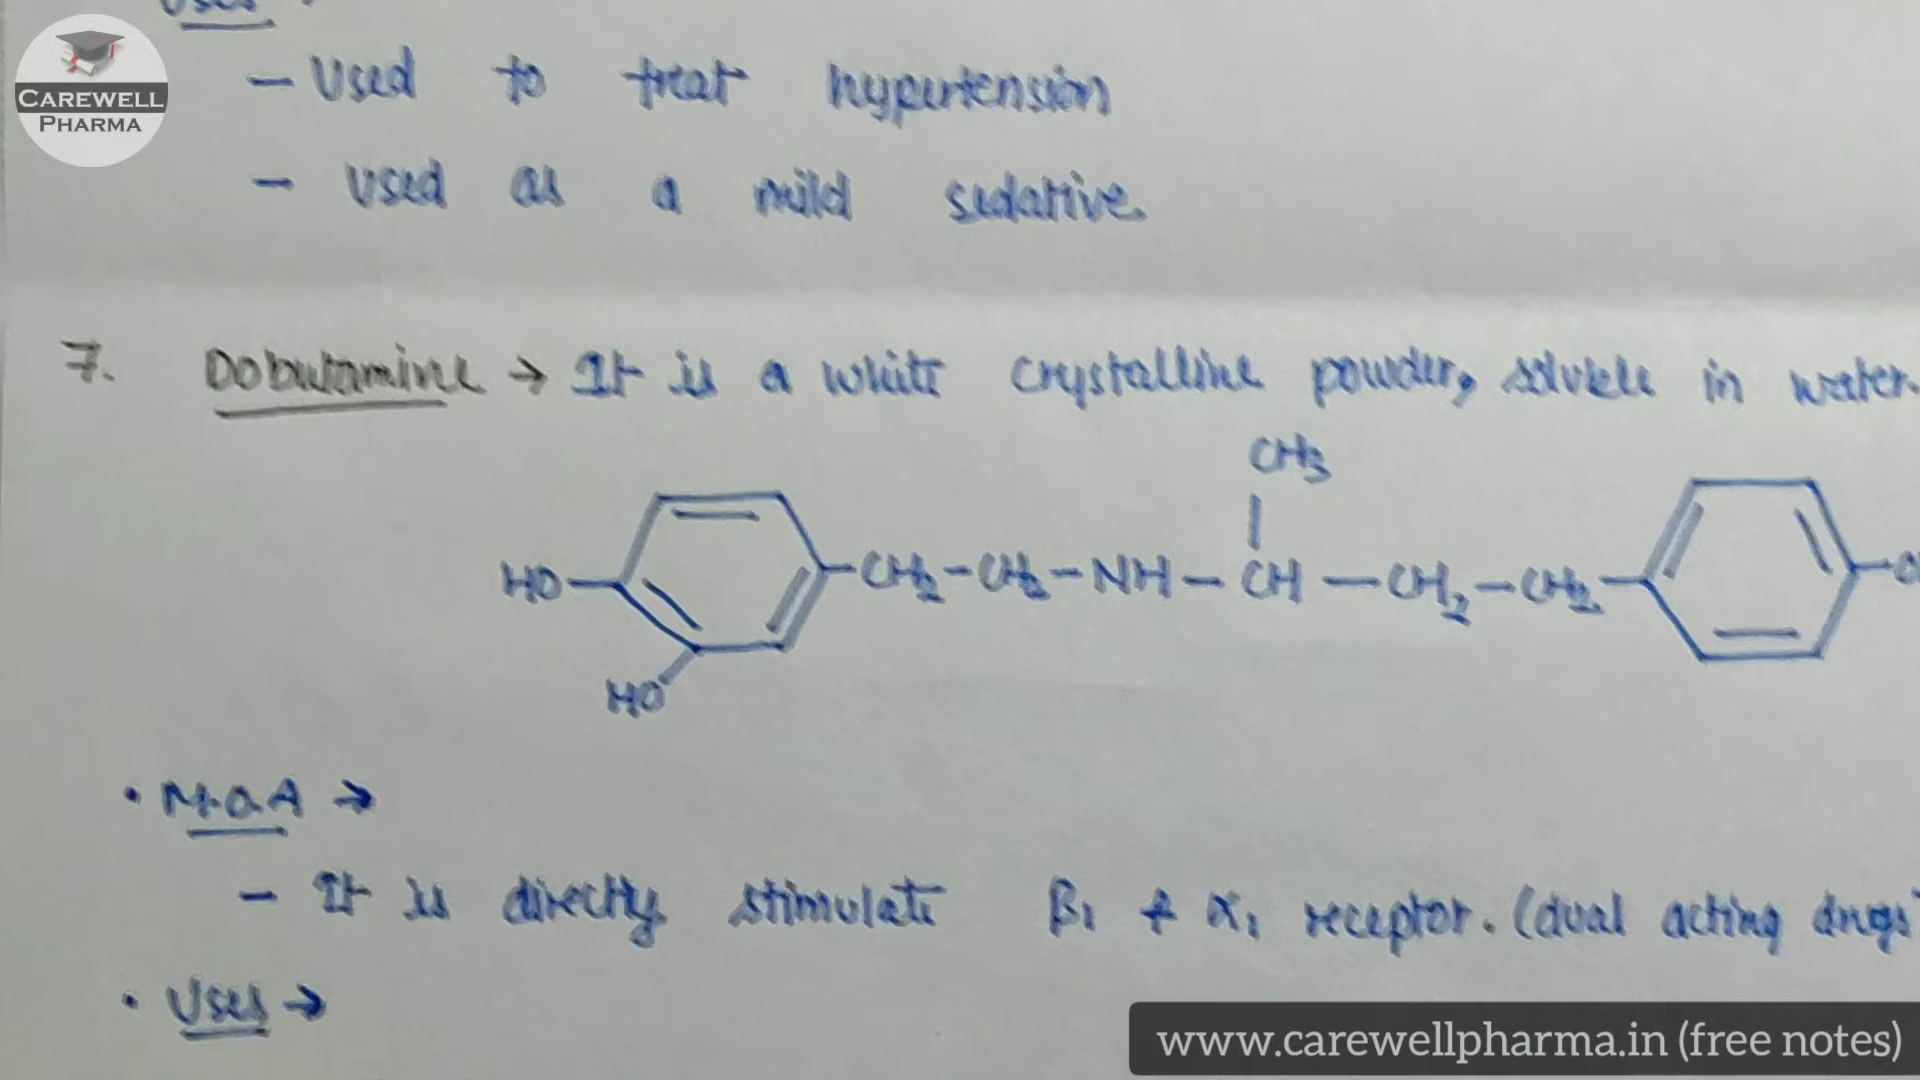 Uses
CAREWELL
PHARMA
- Used to treat hypertension
- Used as a mild sedative
7. Dobutamine → It is a white crystalline powder, soluble in water.
CH3
HO-CH2-CH2-NH-CH-CH2-CH2-O
HO
• M.O.A →
- It is directly stimulate β1 & α1 receptor. (dual acting drugs)
• Uses →
www.carewellpharma.in (free notes)